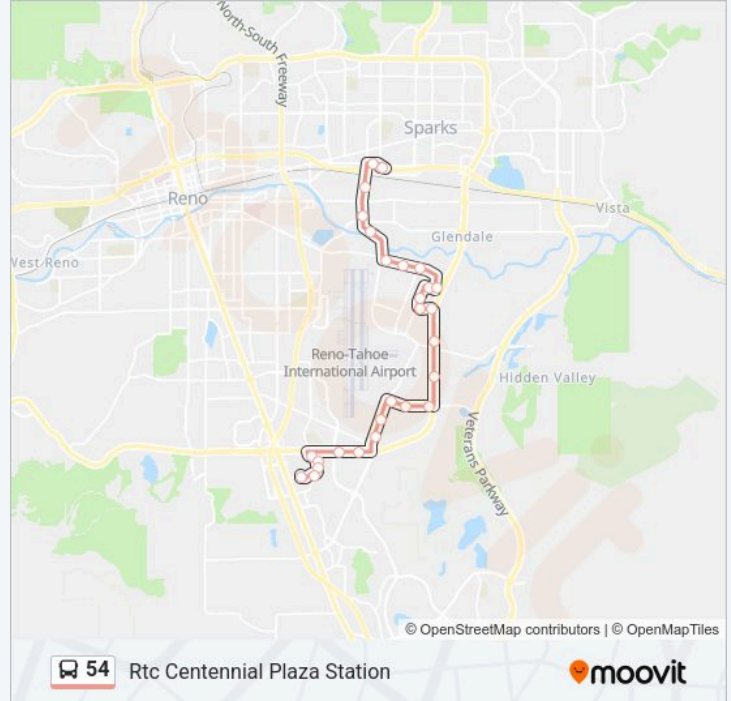 North-South Freeway
Sparks
Reno
Vista
Glendale
West Reno
Reno-Tahoe
International Airport
Hidden Valley
Veterans Parkway
© OpenStreetMap contributors | © OpenMapTiles
54 Rtc Centennial Plaza Station
moovit